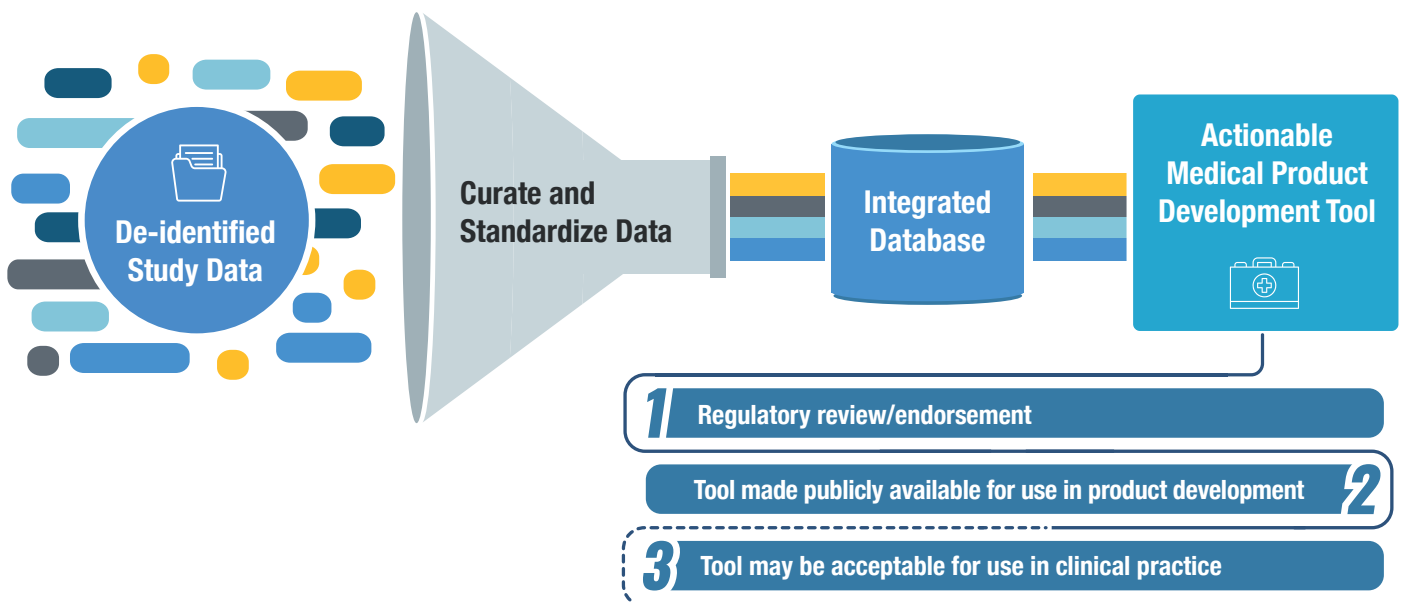 De-identified
Study Data
Curate and
Standardize Data
Integrated
Database
Actionable
Medical Product
Development Tool
1 Regulatory review/endorsement
Tool made publicly available for use in product development 2
3 Tool may be acceptable for use in clinical practice